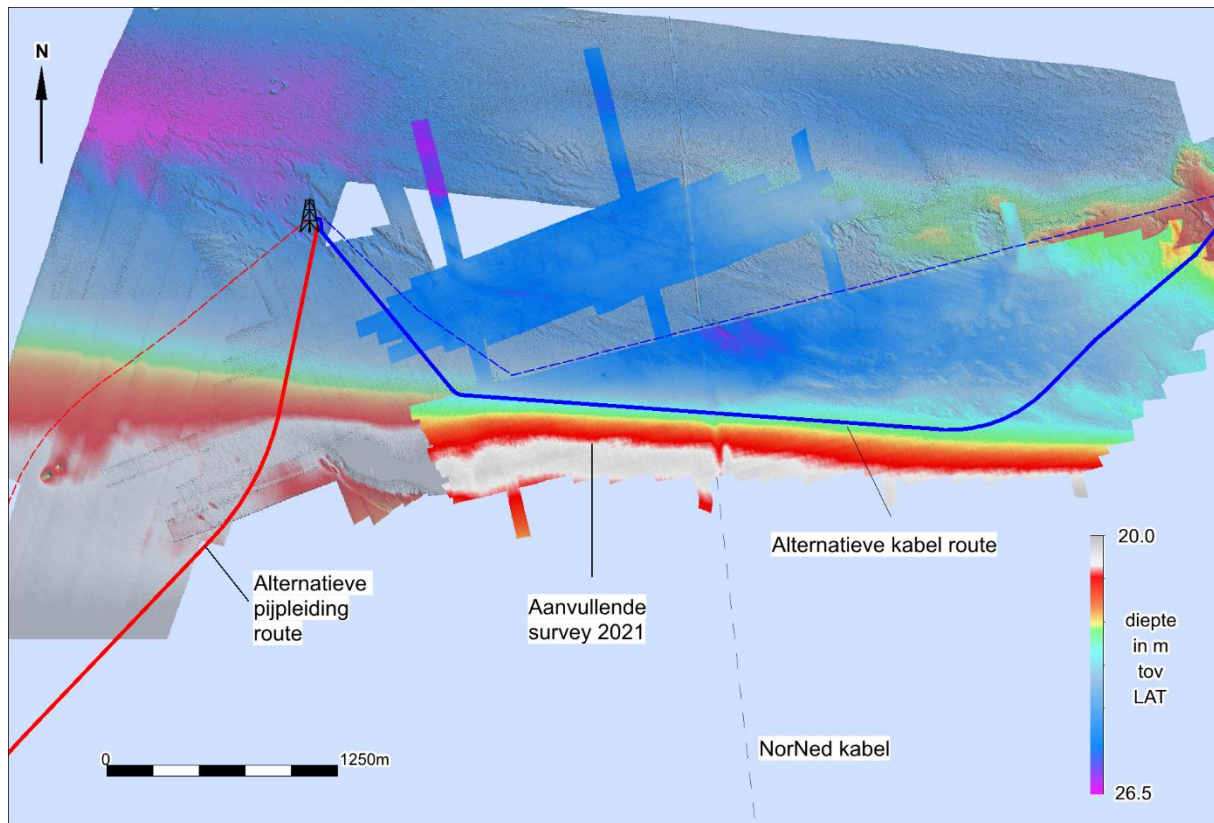 N
Alternatieve
pijpleiding
route
Aanvullende
survey 2021
Alternatieve kabel route
NorNed kabel
0
1250m
20.0
diepte
in m
tov
LAT
26.5